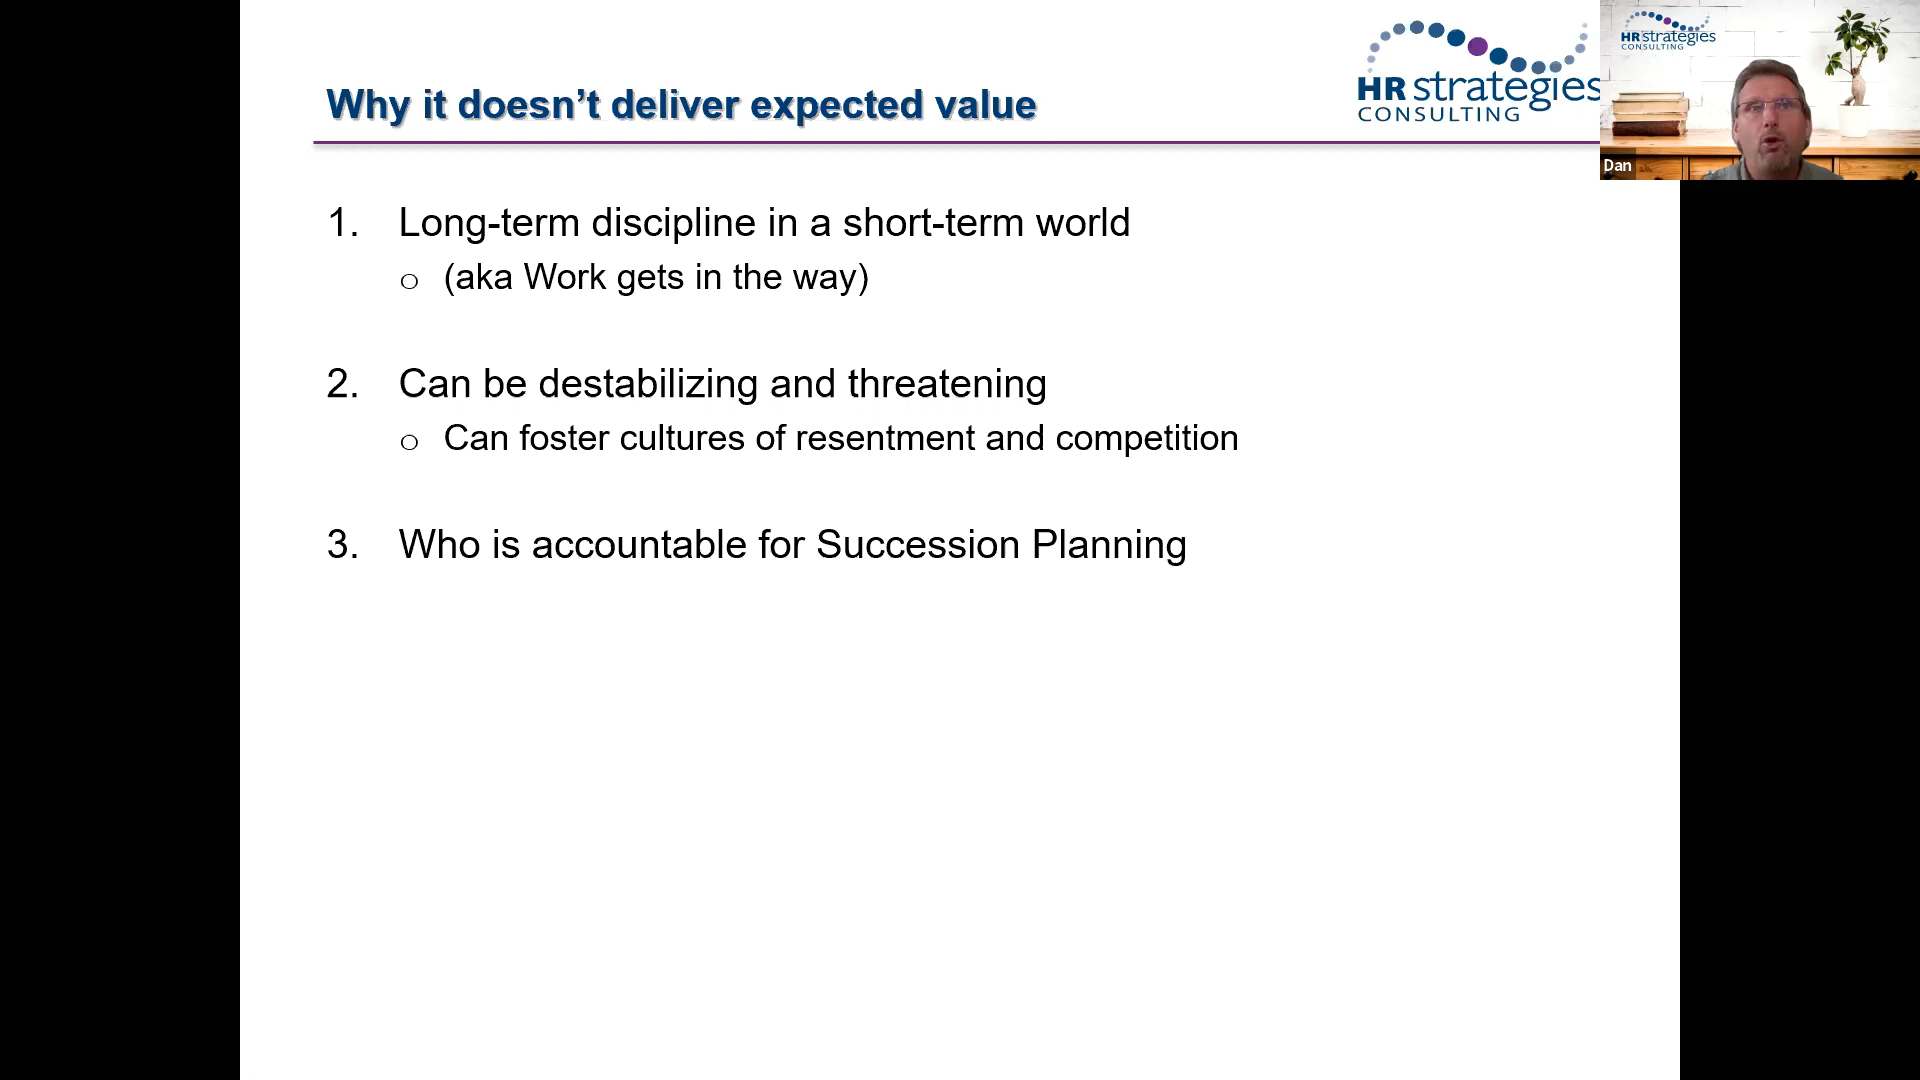 Why it doesn’t deliver expected value
HR strategies
CONSULTING
HRstrategies
CONSULTING
Dan
1. Long-term discipline in a short-term world
o (aka Work gets in the way)
2. Can be destabilizing and threatening
o Can foster cultures of resentment and competition
3. Who is accountable for Succession Planning